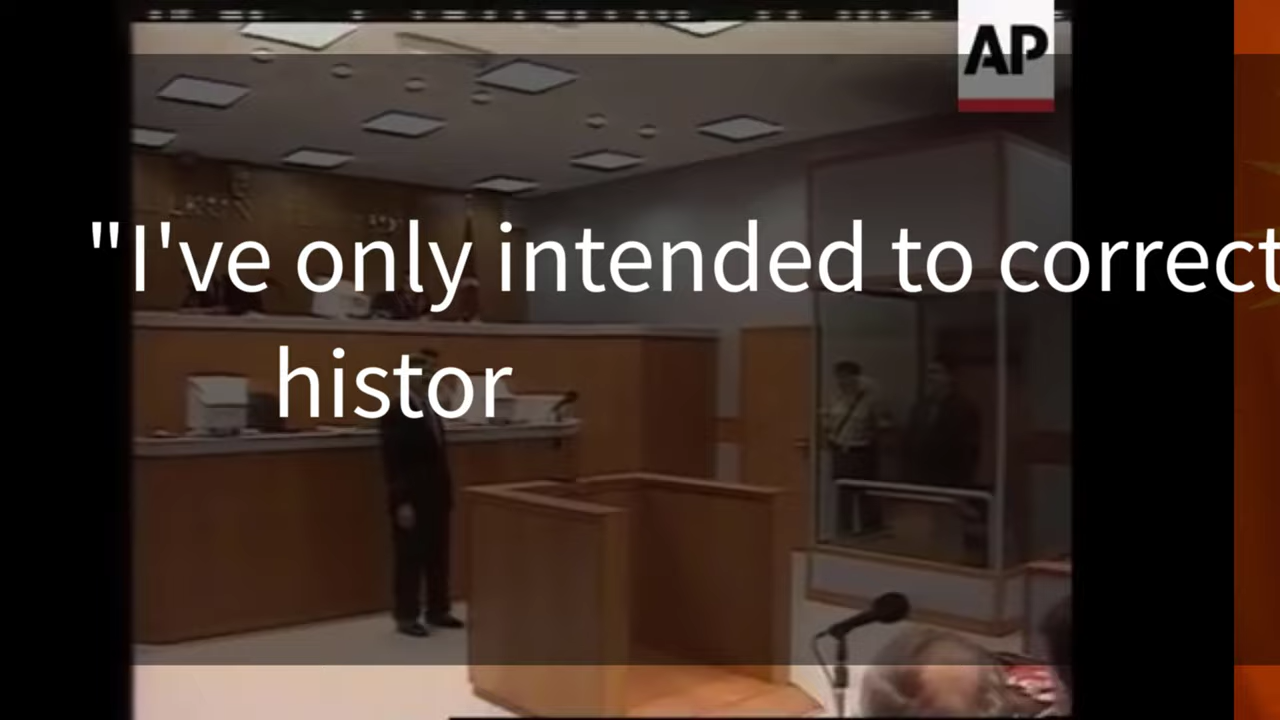 AP
"I've only intended to correct
histor